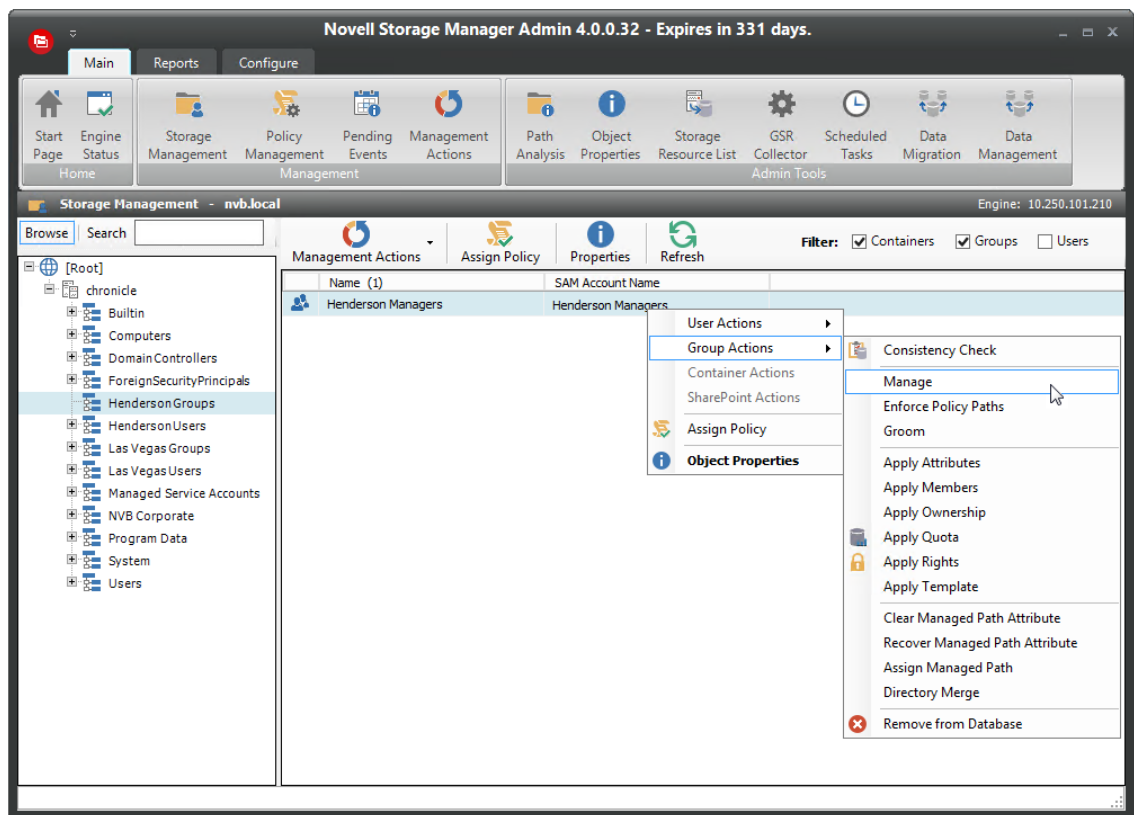 Novell Storage Manager Admin 4.0.0.32 - Expires in 331 days.
Main Reports Configure
Start Page Engine Status Storage Management Policy Management Pending Events Management Actions Path Analysis Object Properties Storage Resource List GSR Collector Scheduled Tasks Data Migration Data Management
Home Management Admin Tools
Storage Management - nvb.local Engine: 10.250.101.210
Browse Search
Management Actions Assign Policy Properties Refresh Filter: Containers Groups Users
[Root]
chronicle
Builtin
Computers
Domain Controllers
ForeignSecurityPrincipals
Henderson Groups
Henderson Users
Las Vegas Groups
Las Vegas Users
Managed Service Accounts
NVB Corporate
Program Data
System
Users
Name (1) SAM Account Name
Henderson Managers Henderson Managers
User Actions
Group Actions
Container Actions
SharePoint Actions
Assign Policy
Object Properties
Consistency Check
Manage
Enforce Policy Paths
Groom
Apply Attributes
Apply Members
Apply Ownership
Apply Quota
Apply Rights
Apply Template
Clear Managed Path Attribute
Recover Managed Path Attribute
Assign Managed Path
Directory Merge
Remove from Database